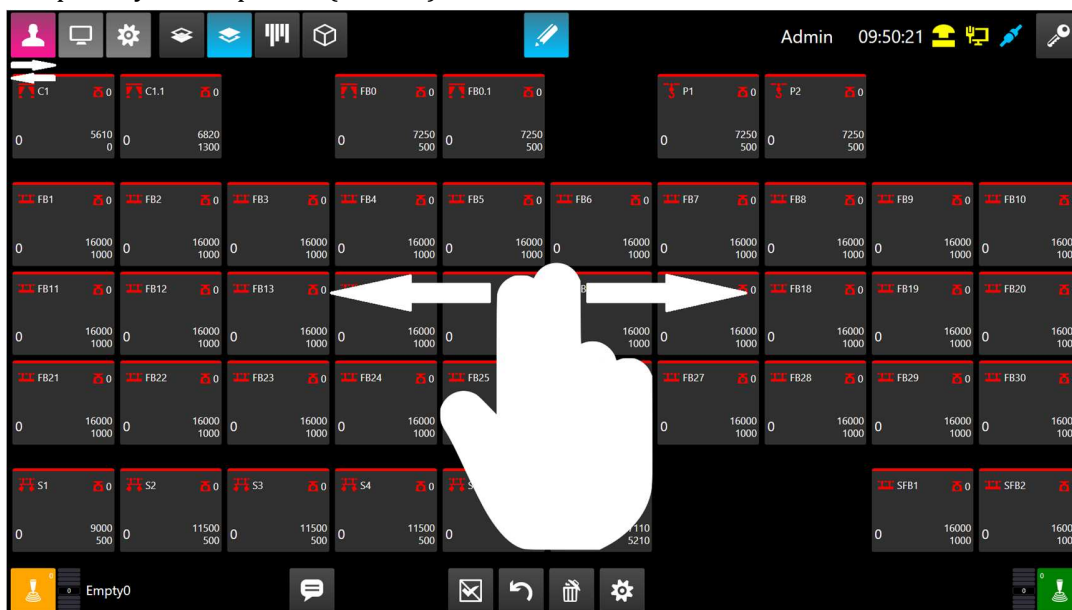 Admin 09:50:21
C1 0 C1.1 0 FB0 0 FB0.1 0 P1 0 P2 0
0 5610 0 6820 0 7250 0 7250 0 7250 0 7250
0 1300 500 500 500 500
FB1 0 FB2 0 FB3 0 FB4 0 FB5 0 FB6 0 FB7 0 FB8 0 FB9 0 FB10
0 16000 0 16000 0 16000 0 16000 0 16000 0 16000 0 16000 0 16000 0 16000 0 1600
1000 1000 1000 1000 1000 1000 1000 1000 1000 100
FB11 0 FB12 0 FB13 0 0 FB18 0 FB19 0 FB20
0 16000 0 16000 0 16000 0 16000 0 16000 0 16000 0 16000 0 16000 0 1600
1000 1000 1000 1000 1000 1000 1000 1000 100
FB21 0 FB22 0 FB23 0 FB24 0 FB25 FB27 0 FB28 0 FB29 0 FB30
0 16000 0 16000 0 16000 0 16000 0 16000 0 16000 0 16000 0 1600
1000 1000 1000 1000 1000 1000 1000 100
S1 0 S2 0 S3 0 S4 0 SFB1 0 SFB2
0 9000 0 11500 0 11500 0 11500 0 0 16000 0 1600
500 500 500 500 5210 1000 100
0 0 Empty0 0 0